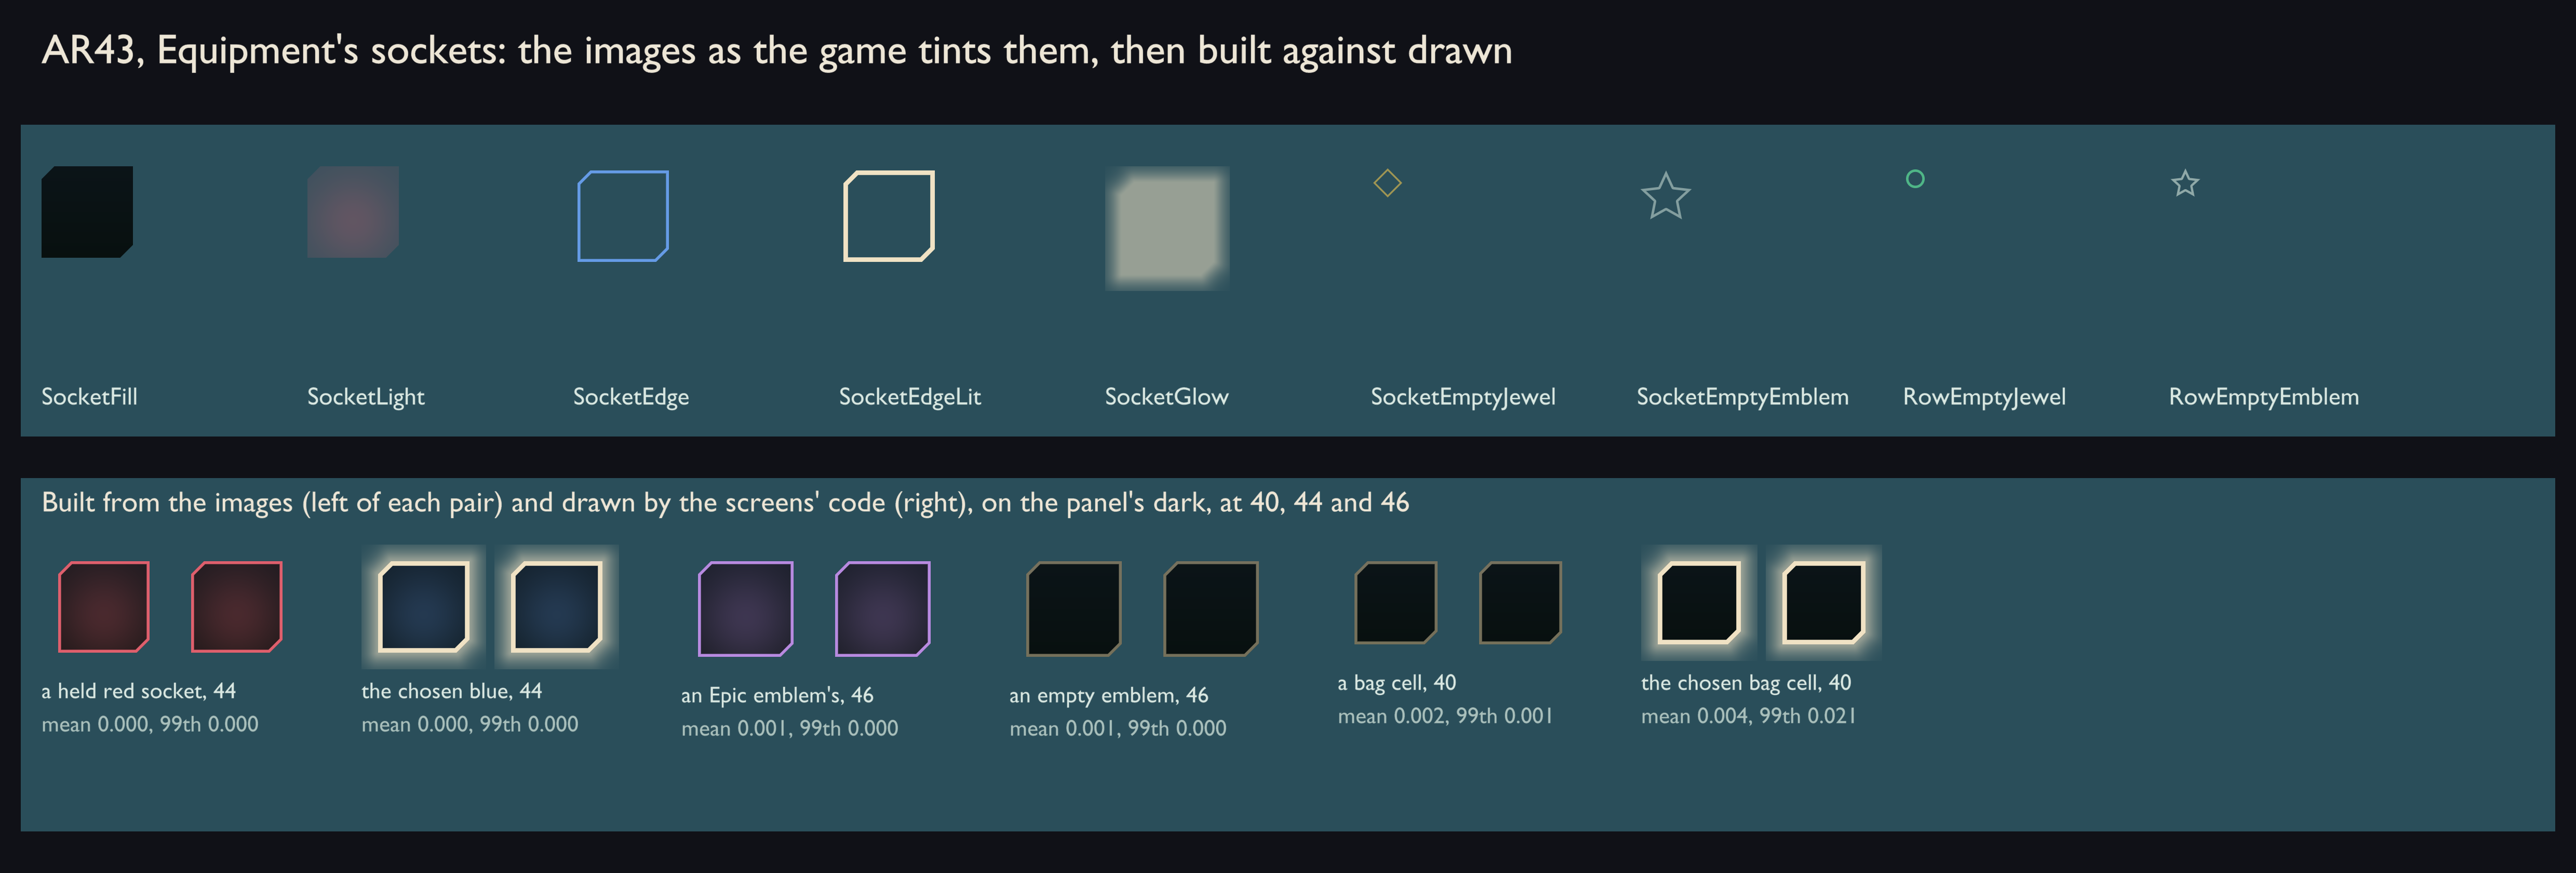 AR43, Equipment's sockets: the images as the game tints them, then built against drawn
SocketFill
SocketLight
SocketEdge
SocketEdgeLit
SocketGlow
SocketEmptyJewel
SocketEmptyEmblem
RowEmptyJewel
RowEmptyEmblem
Built from the images (left of each pair) and drawn by the screens' code (right), on the panel's dark, at 40, 44 and 46
a held red socket, 44
mean 0.000, 99th 0.000
the chosen blue, 44
mean 0.000, 99th 0.000
an Epic emblem's, 46
mean 0.001, 99th 0.000
an empty emblem, 46
mean 0.001, 99th 0.000
a bag cell, 40
mean 0.002, 99th 0.001
the chosen bag cell, 40
mean 0.004, 99th 0.021